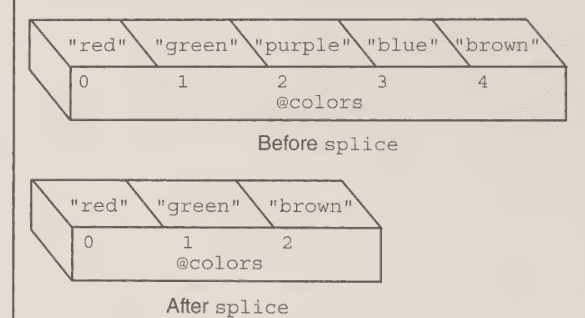 "red" "green" "purple" "blue" "brown"
0 1 2 3 4
@colors
Before splice
"red" "green" "brown"
0 1 2
@colors
After splice